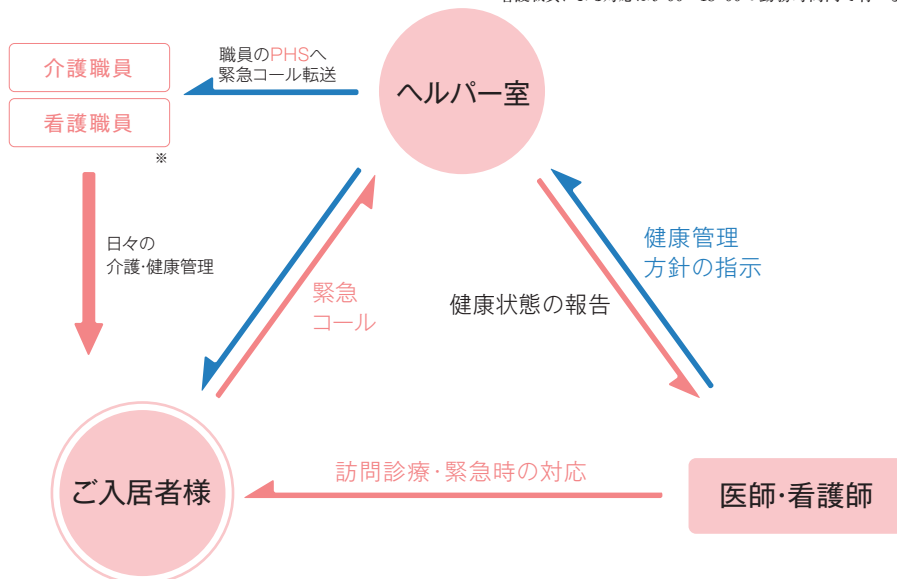 職員のPHSへ
緊急コール転送
介護職員
看護職員
※
ヘルパー室
日々の
介護・健康管理
緊急
コール
健康管理
方針の指示
健康状態の報告
訪問診療・緊急時の対応
ご入居者様
医師・看護師